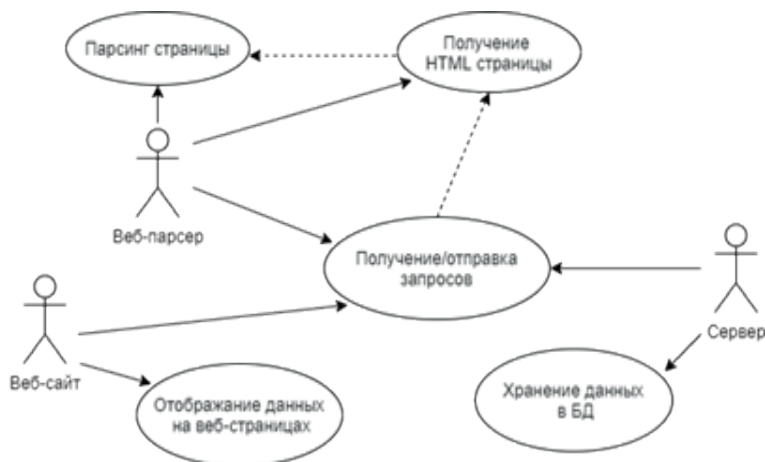 Парсинг страницы
Получение
HTML страницы
Веб-парсер
Получение/отправка
запросов
Сервер
Веб-сайт
Отображание данных
на веб-страницах
Хранение данных
в БД